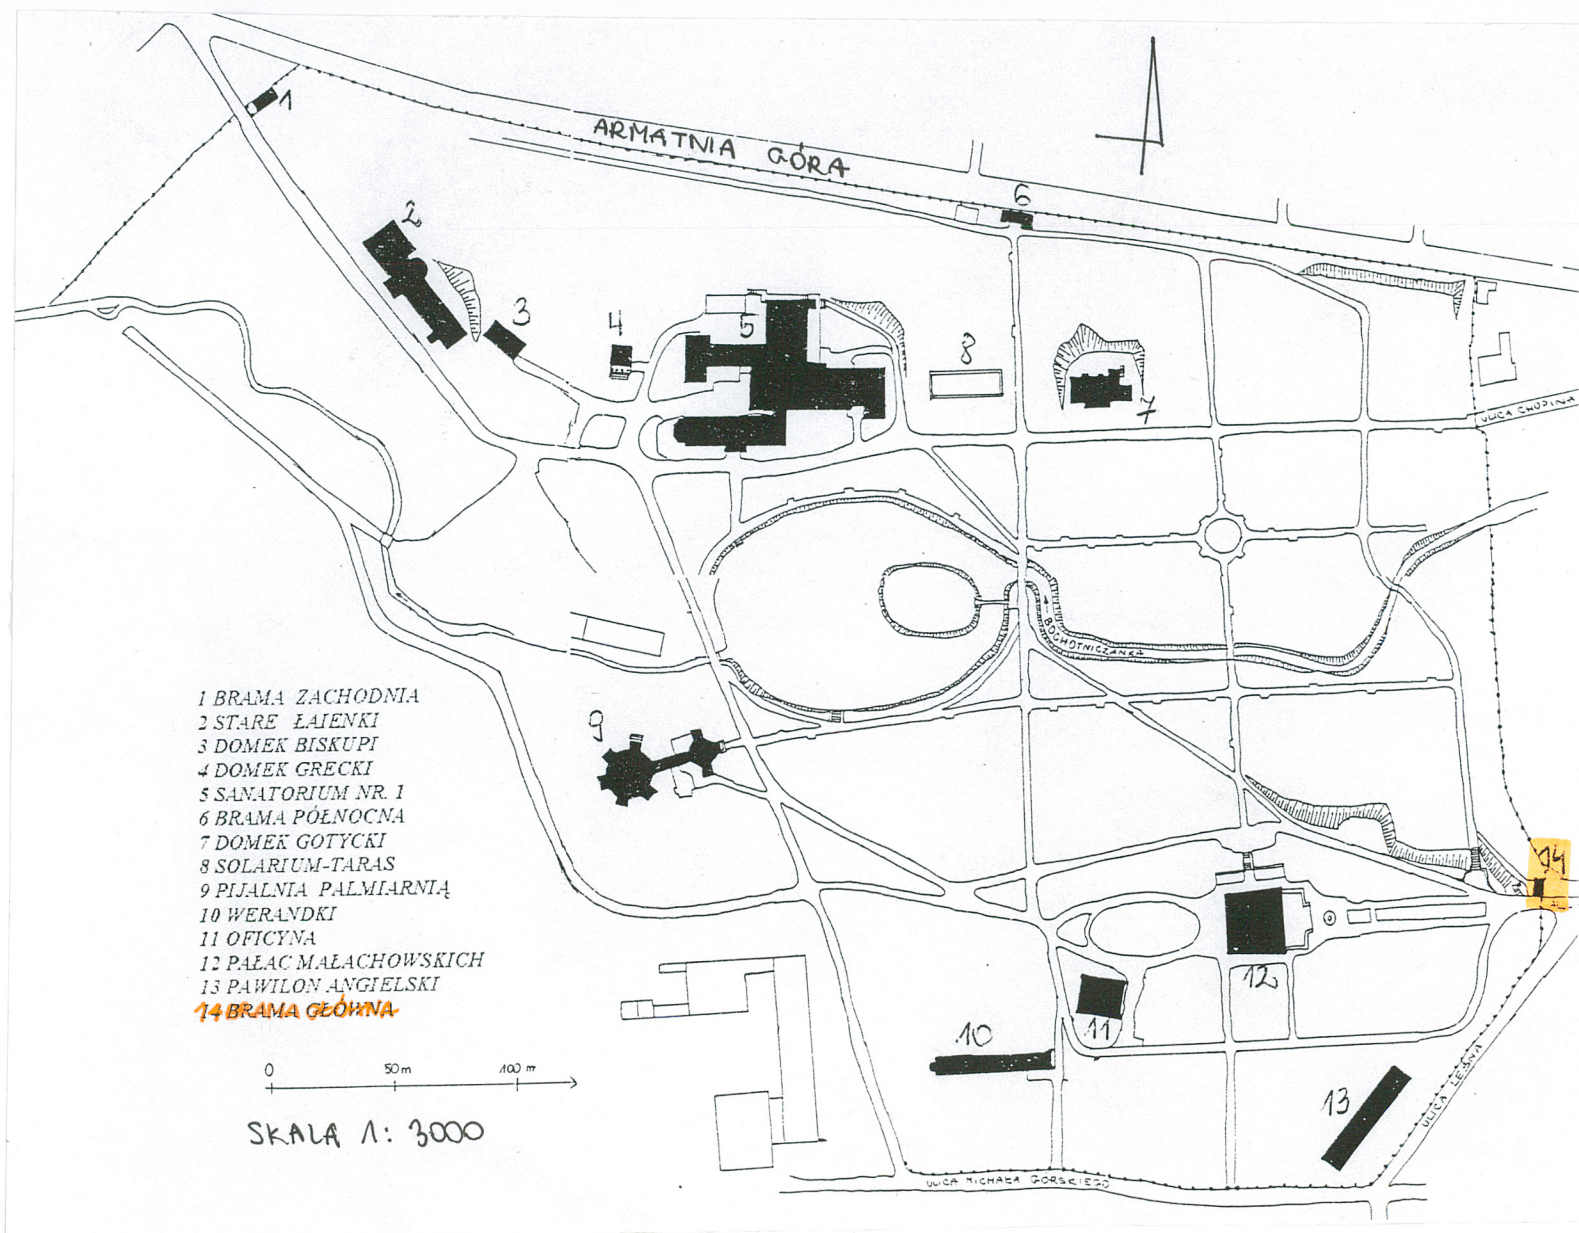 ARMATNIA GÓRA
1
2
3
4
5
6
7
8
ULICA CHOPINA
BOCHOTNICZANKA
9
14
10
11
12
13
ULICA LEŚNA
ULICA MICHAŁA GÓRSKIEGO
1 BRAMA ZACHODNIA
2 STARE ŁAIENKI
3 DOMEK BISKUPI
4 DOMEK GRECKI
5 SANATORIUM NR. 1
6 BRAMA PÓŁNOCNA
7 DOMEK GOTYCKI
8 SOLARIUM-TARAS
9 PIJALNIA PALMIARNIĄ
10 WERANDKI
11 OFICYNA
12 PAŁAC MAŁACHOWSKICH
13 PAWILON ANGIELSKI
14 BRAMA GŁÓWNA
0 50m 100 m
SKALA 1: 3000